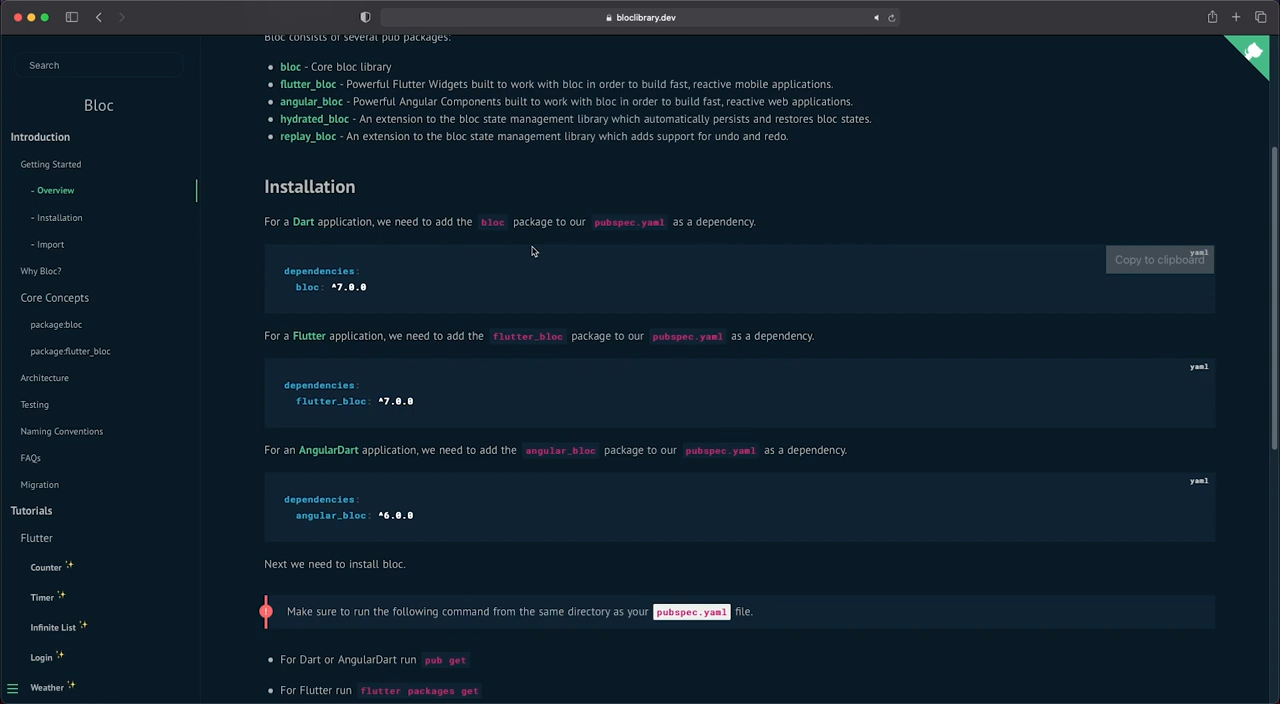 bloclibrary.dev
Search
Bloc
Introduction
Getting Started
- Overview
- Installation
- Import
Why Bloc?
Core Concepts
package:bloc
package:flutter_bloc
Architecture
Testing
Naming Conventions
FAQs
Migration
Tutorials
Flutter
Counter ✨
Timer ✨
Infinite List ✨
Login ✨
Weather ✨
Bloc consists of several pub packages:
bloc - Core bloc library
flutter_bloc - Powerful Flutter Widgets built to work with bloc in order to build fast, reactive mobile applications.
angular_bloc - Powerful Angular Components built to work with bloc in order to build fast, reactive web applications.
hydrated_bloc - An extension to the bloc state management library which automatically persists and restores bloc states.
replay_bloc - An extension to the bloc state management library which adds support for undo and redo.
Installation
For a Dart application, we need to add the bloc package to our pubspec.yaml as a dependency.
yaml
Copy to clipboard
dependencies:
bloc: ^7.0.0
For a Flutter application, we need to add the flutter_bloc package to our pubspec.yaml as a dependency.
yaml
dependencies:
flutter_bloc: ^7.0.0
For an AngularDart application, we need to add the angular_bloc package to our pubspec.yaml as a dependency.
yaml
dependencies:
angular_bloc: ^6.0.0
Next we need to install bloc.
! Make sure to run the following command from the same directory as your pubspec.yaml file.
For Dart or AngularDart run pub get
For Flutter run flutter packages get